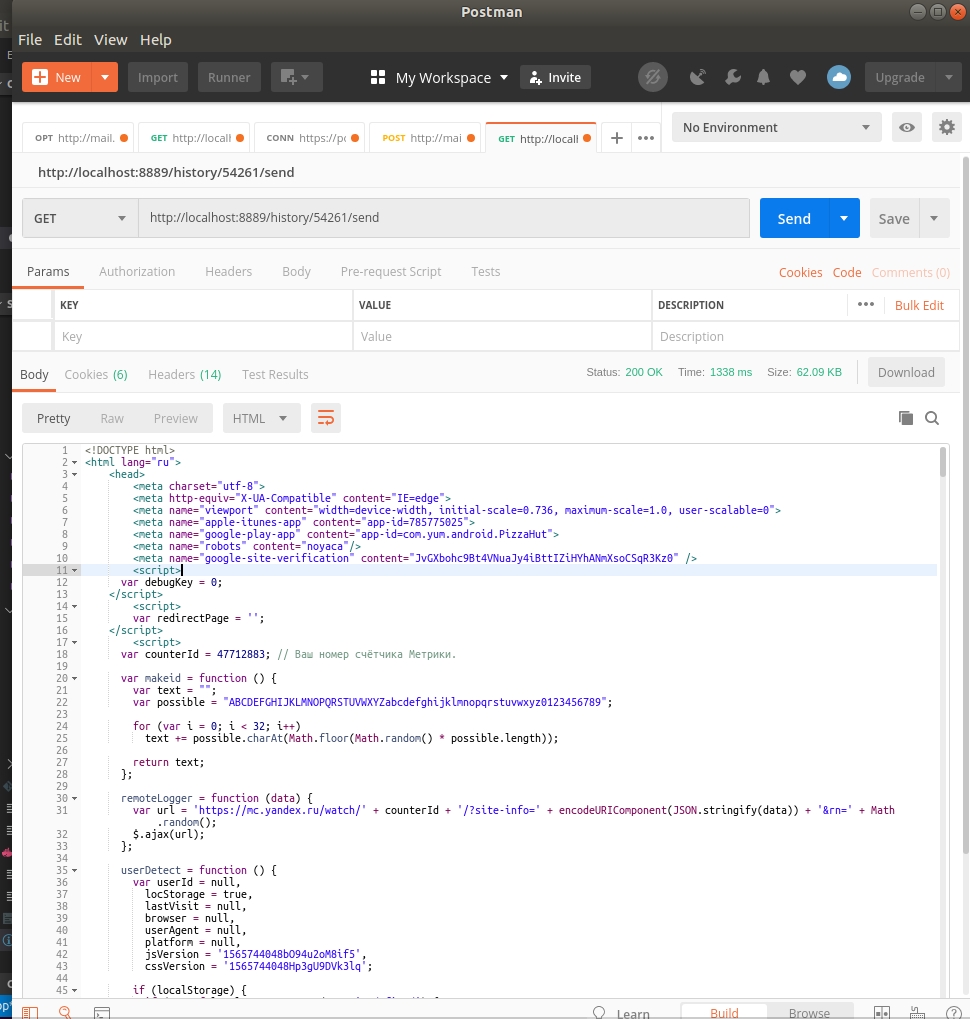 Postman
File Edit View Help
New Import Runner My Workspace Invite Upgrade
OPT http://mail. GET http://locall CONN https://pc POST http://mai GET http://locall No Environment
http://localhost:8889/history/54261/send
GET http://localhost:8889/history/54261/send Send Save
Params Authorization Headers Body Pre-request Script Tests Cookies Code Comments (0)
KEY VALUE DESCRIPTION ••• Bulk Edit
Key Value Description
Body Cookies (6) Headers (14) Test Results Status: 200 OK Time: 1338 ms Size: 62.09 KB Download
Pretty Raw Preview HTML
1 <!DOCTYPE html>
2 <html lang="ru">
3 <head>
4 <meta charset="utf-8">
5 <meta http-equiv="X-UA-Compatible" content="IE=edge">
6 <meta name="viewport" content="width=device-width, initial-scale=0.736, maximum-scale=1.0, user-scalable=0">
7 <meta name="apple-itunes-app" content="app-id=785775025">
8 <meta name="google-play-app" content="app-id=com.yum.android.PizzaHut">
9 <meta name="robots" content="noyaca"/>
10 <meta name="google-site-verification" content="JvGXbohc9Bt4VNuaJy4iBttIZiHYhANmXsoCSqR3Kz0" />
11 <script>
12 var debugKey = 0;
13 </script>
14 <script>
15 var redirectPage = '';
16 </script>
17 <script>
18 var counterId = 47712883; // Ваш номер счётчика Метрики.
19
20 var makeid = function () {
21 var text = "";
22 var possible = "ABCDEFGHIJKLMNOPQRSTUVWXYZabcdefghijklmnopqrstuvwxyz0123456789";
23
24 for (var i = 0; i < 32; i++)
25 text += possible.charAt(Math.floor(Math.random() * possible.length));
26
27 return text;
28 };
29
30 remoteLogger = function (data) {
31 var url = 'https://mc.yandex.ru/watch/' + counterId + '/?site-info=' + encodeURIComponent(JSON.stringify(data)) + '&rn=' + Math
.random();
32 $.ajax(url);
33 };
34
35 userDetect = function () {
36 var userId = null,
37 locStorage = true,
38 lastVisit = null,
39 browser = null,
40 userAgent = null,
41 platform = null,
42 jsVersion = '1565744048bO94u2oM8if5',
43 cssVersion = '1565744048Hp3gU9DVk3lq';
44
45 if (localStorage) {
Learn Build Browse